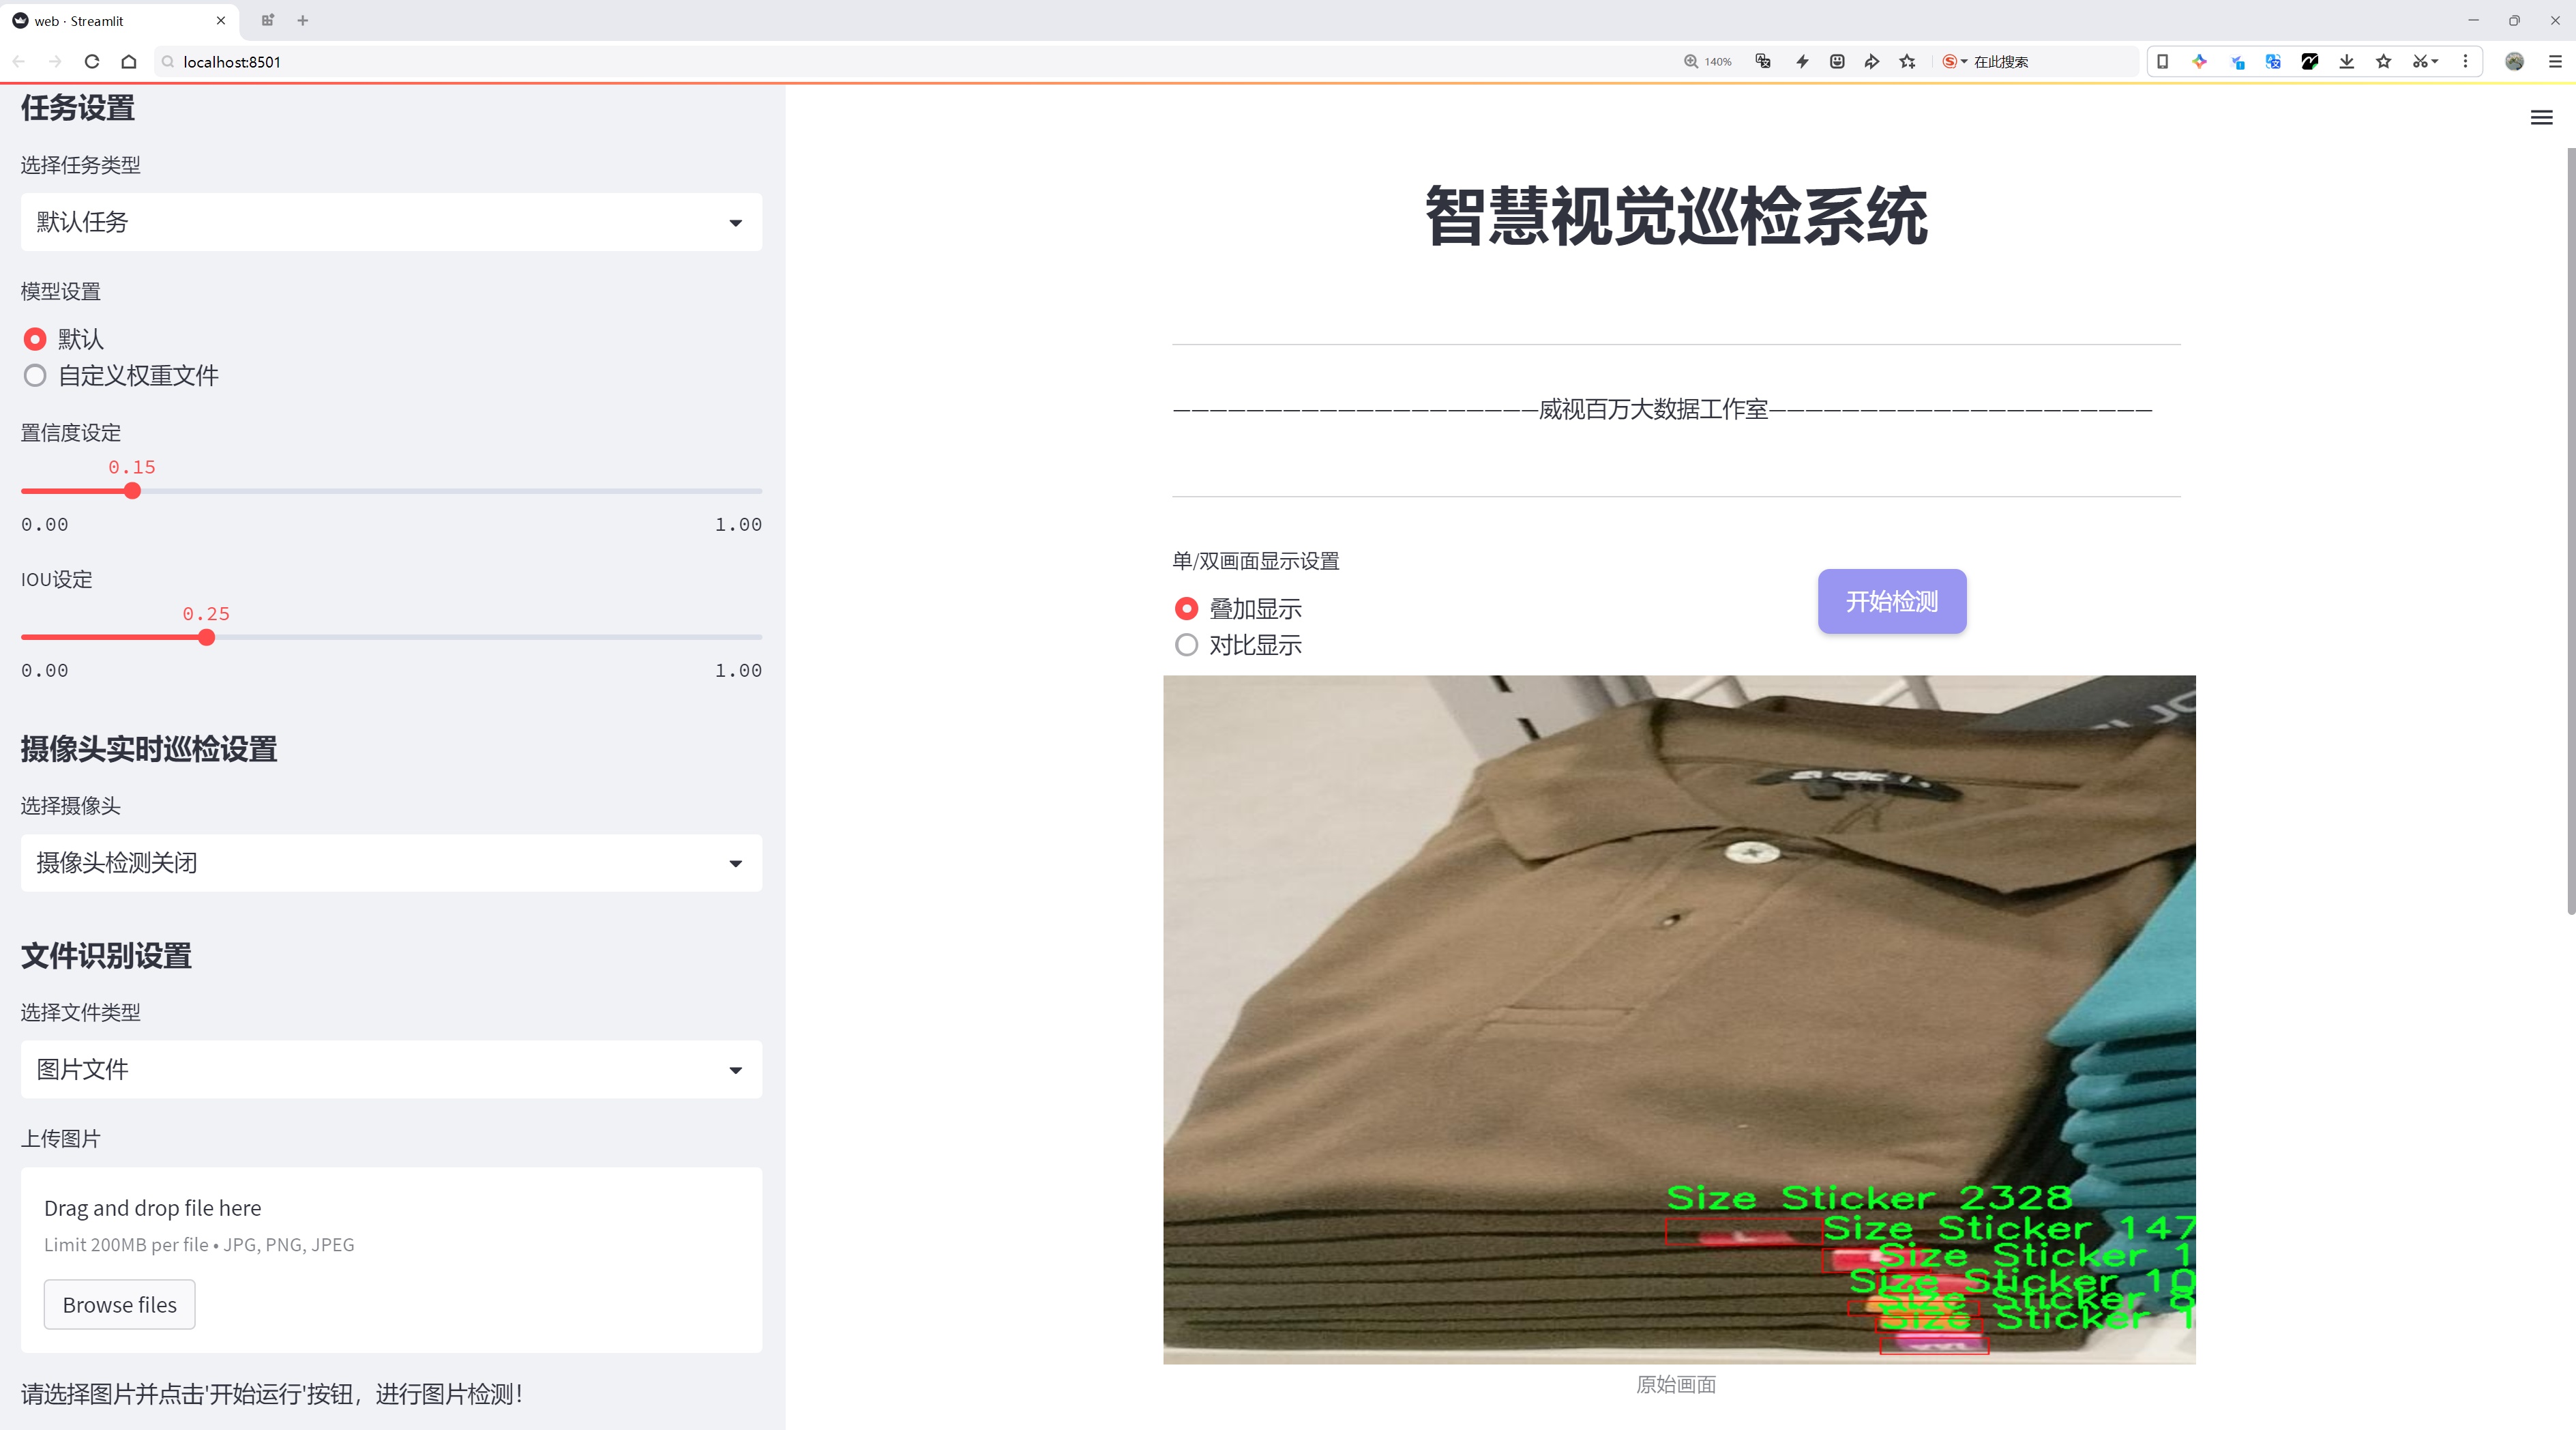 web · Streamlit
localhost:8501
140%
在此搜索
任务设置
选择任务类型
默认任务
模型设置
默认
自定义权重文件
置信度设定
0.15
0.00
1.00
IOU设定
0.25
0.00
1.00
摄像头实时巡检设置
选择摄像头
摄像头检测关闭
文件识别设置
选择文件类型
图片文件
上传图片
Drag and drop file here
Limit 200MB per file • JPG, PNG, JPEG
Browse files
请选择图片并点击'开始运行'按钮，进行图片检测！
智慧视觉巡检系统
————————————————————威视百万大数据工作室—————————————————————
单/双画面显示设置
叠加显示
对比显示
开始检测
Size Sticker 2328
Size Sticker 147
Size Sticker 1
Size Sticker 10
Size Sticker 8
Size Sticker 1
原始画面